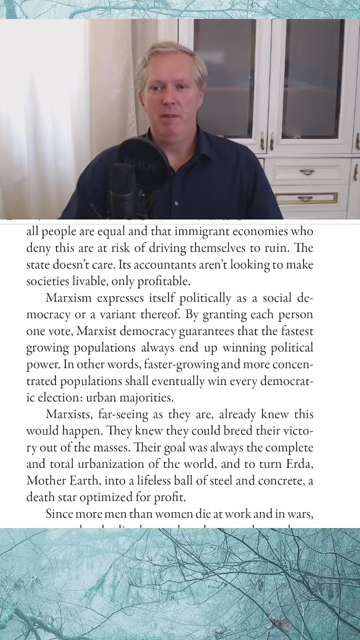 all people are equal and that immigrant economies who
deny this are at risk of driving themselves to ruin. The
state doesn't care. Its accountants aren't looking to make
societies livable, only profitable.
Marxism expresses itself politically as a social de-
mocracy or a variant thereof. By granting each person
one vote, Marxist democracy guarantees that the fastest
growing populations always end up winning political
power. In other words, faster-growing and more concen-
trated populations shall eventually win every democrat-
ic election: urban majorities.
Marxists, far-seeing as they are, already knew this
would happen. They knew they could breed their victo-
ry out of the masses. Their goal was always the complete
and total urbanization of the world, and to turn Erda,
Mother Earth, into a lifeless ball of steel and concrete, a
death star optimized for profit.
Since more men than women die at work and in wars,